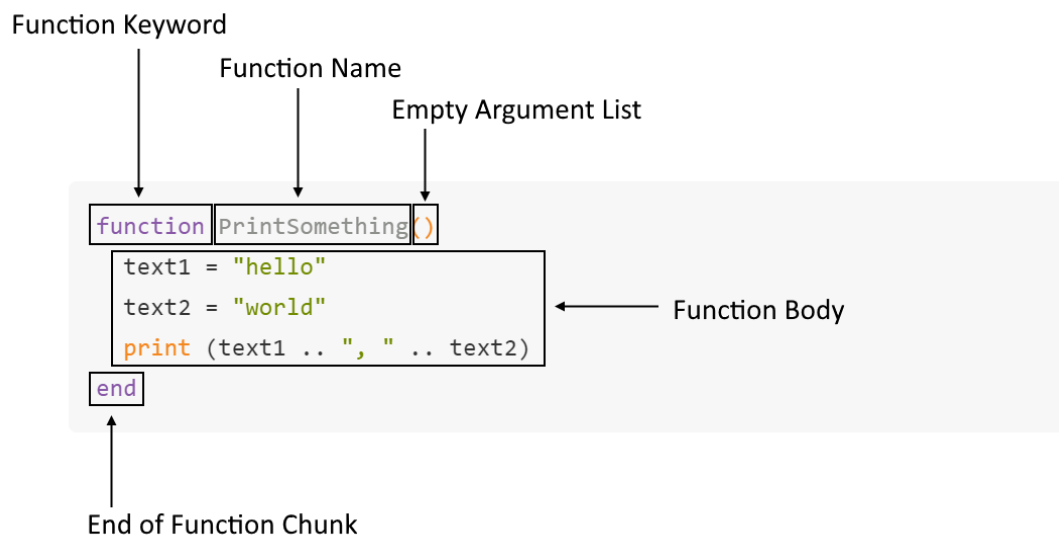 Function Keyword
Function Name
Empty Argument List
function PrintSomething()
text1 = "hello"
text2 = "world"
Function Body
print (text1 .. ", " .. text2)
end
End of Function Chunk